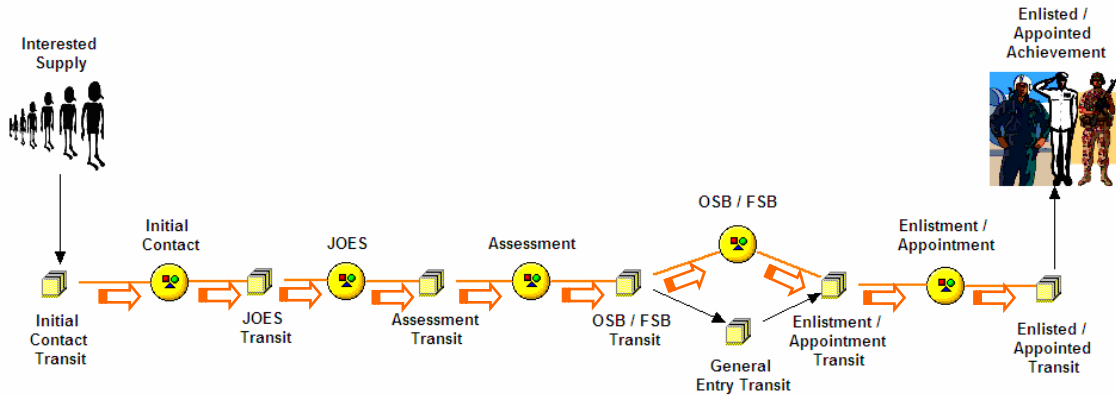 Interested
Supply
Enlisted /
Appointed
Achievement
Initial
Contact
JOES
Assessment
OSB / FSB
Enlistment /
Appointment
Initial
Contact
Transit
JOES
Transit
Assessment
Transit
OSB / FSB
Transit
General
Entry Transit
Enlistment /
Appointment
Transit
Enlisted /
Appointed
Transit